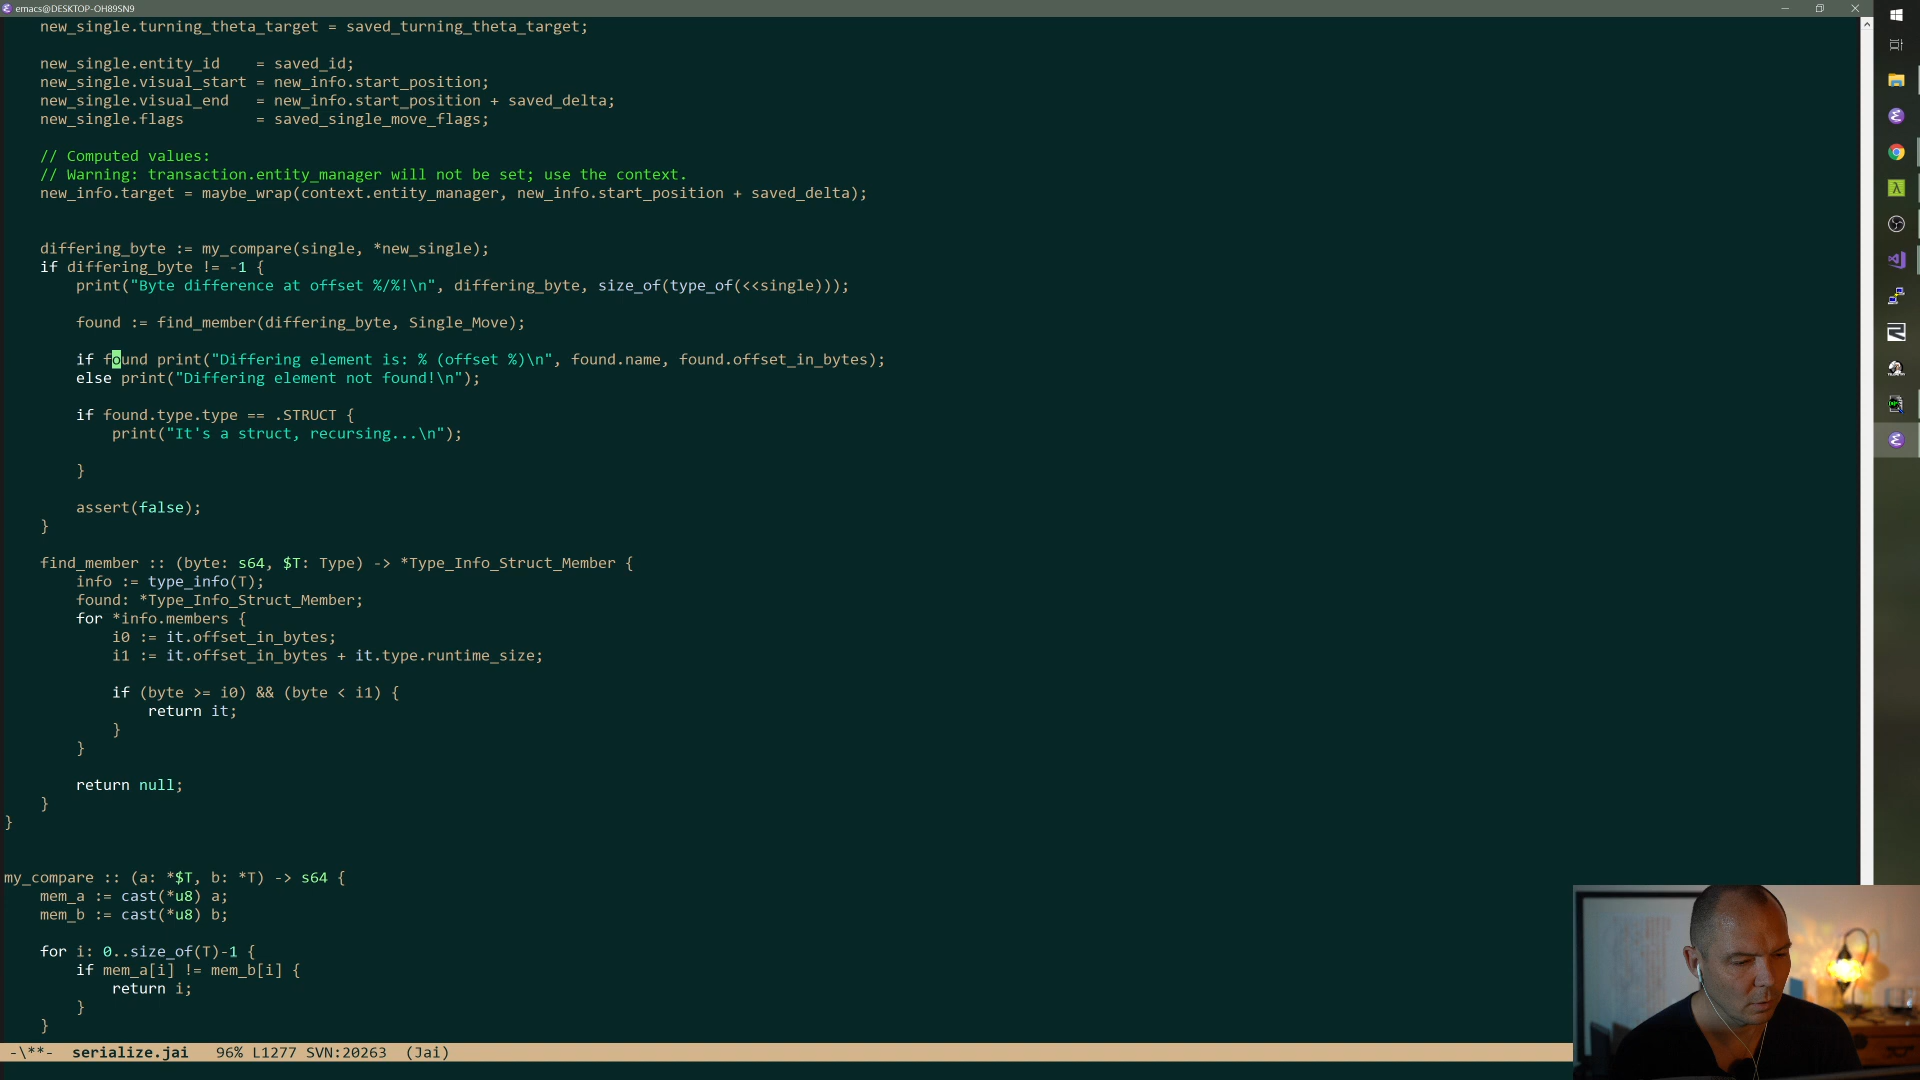 emacs@DESKTOP-OH89SN9
    new_single.turning_theta_target = saved_turning_theta_target;
    new_single.entity_id    = saved_id;
    new_single.visual_start = new_info.start_position;
    new_single.visual_end   = new_info.start_position + saved_delta;
    new_single.flags        = saved_single_move_flags;
    // Computed values:
    // Warning: transaction.entity_manager will not be set; use the context.
    new_info.target = maybe_wrap(context.entity_manager, new_info.start_position + saved_delta);
    differing_byte := my_compare(single, *new_single);
    if differing_byte != -1 {
        print("Byte difference at offset %/%!\n", differing_byte, size_of(type_of(<<single)));
        found := find_member(differing_byte, Single_Move);
        if found print("Differing element is: % (offset %)\n", found.name, found.offset_in_bytes);
        else print("Differing element not found!\n");
        if found.type.type == .STRUCT {
            print("It's a struct, recursing...\n");
        }
        assert(false);
    }
    find_member :: (byte: s64, $T: Type) -> *Type_Info_Struct_Member {
        info := type_info(T);
        found: *Type_Info_Struct_Member;
        for *info.members {
            i0 := it.offset_in_bytes;
            i1 := it.offset_in_bytes + it.type.runtime_size;
            if (byte >= i0) && (byte < i1) {
                return it;
            }
        }
        return null;
    }
}
my_compare :: (a: *$T, b: *T) -> s64 {
    mem_a := cast(*u8) a;
    mem_b := cast(*u8) b;
    for i: 0..size_of(T)-1 {
        if mem_a[i] != mem_b[i] {
            return i;
        }
    }
-\**-  serialize.jai   96% L1277 SVN:20263  (Jai)